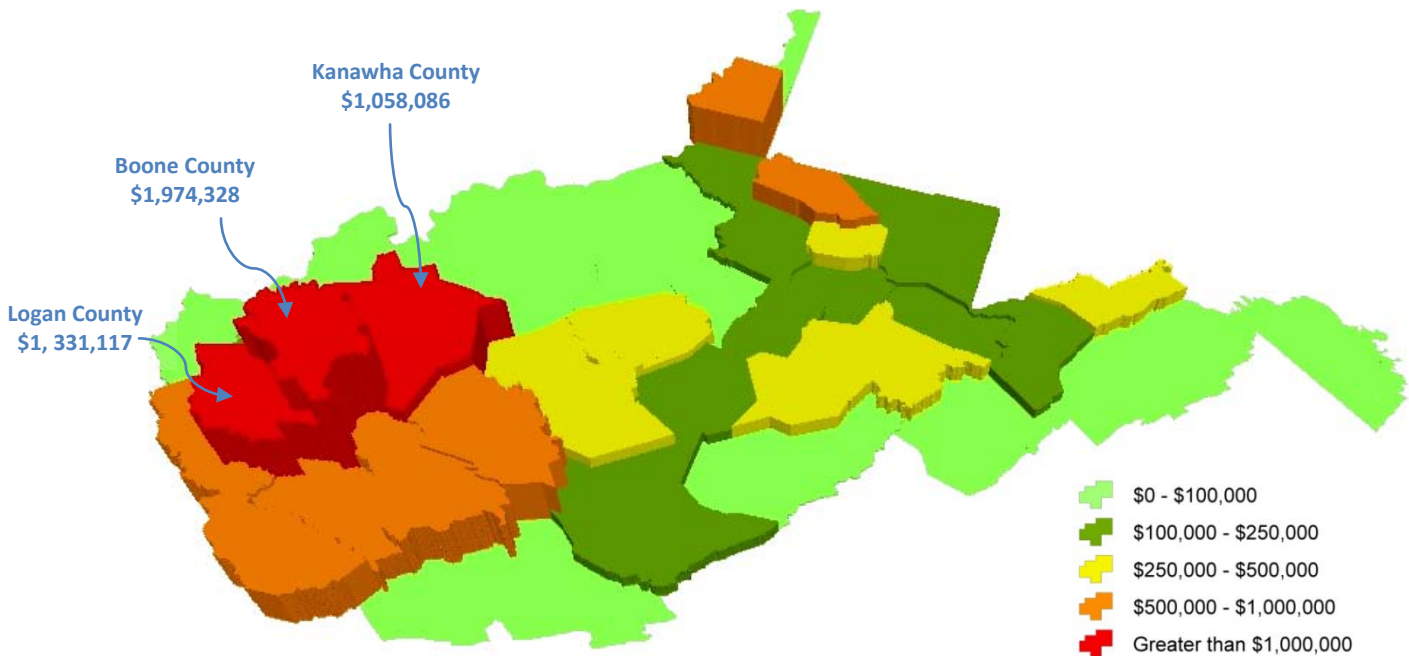 Kanawha County
$1,058,086
Boone County
$1,974,328
Logan County
$1, 331,117
$0 - $100,000
$100,000 - $250,000
$250,000 - $500,000
$500,000 - $1,000,000
Greater than $1,000,000